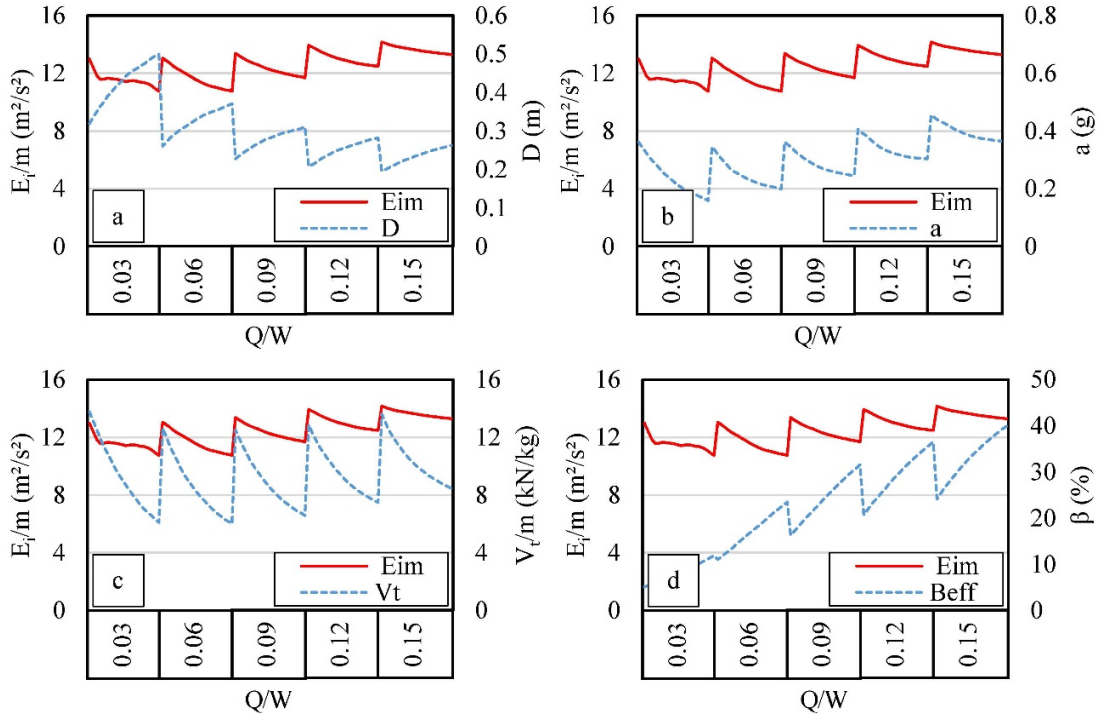 16
12
8
4
0
Eᵢ/m (m²/s²)
0.6
0.5
0.4
0.3
0.2
0.1
0
D (m)
a
Eim
D
0.03
0.06
0.09
0.12
0.15
Q/W
16
12
8
4
0
Eᵢ/m (m²/s²)
0.8
0.6
0.4
0.2
0
a (g)
b
Eim
a
0.03
0.06
0.09
0.12
0.15
Q/W
16
12
8
4
0
Eᵢ/m (m²/s²)
16
12
8
4
0
Vₜ/m (kN/kg)
c
Eim
Vt
0.03
0.06
0.09
0.12
0.15
Q/W
16
12
8
4
0
Eᵢ/m (m²/s²)
50
40
30
20
10
0
β (%)
d
Eim
Beff
0.03
0.06
0.09
0.12
0.15
Q/W